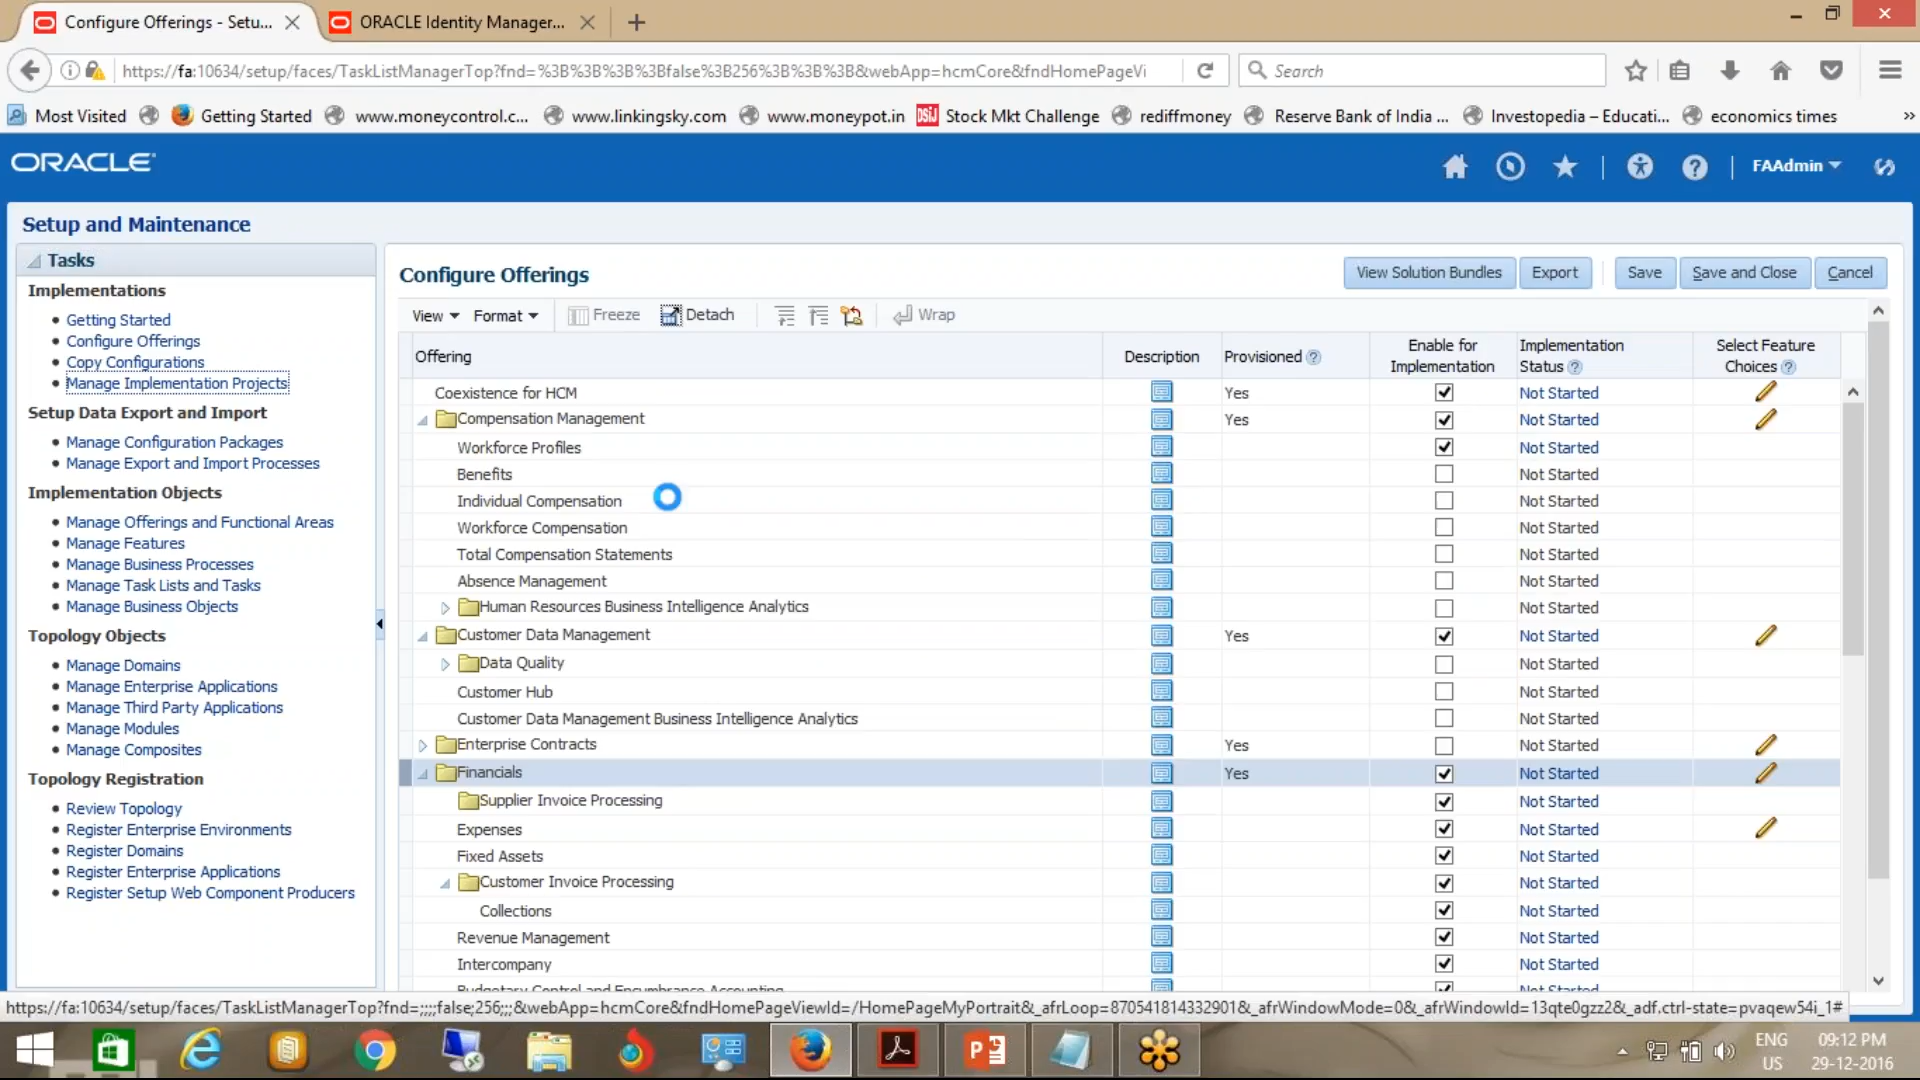 Configure Offerings - Setu...
ORACLE Identity Manager...
https://fa:10634/setup/faces/TaskListManagerTop?fnd=%3B%3B%3B%3Bfalse%3B256%3B%3B%3B&webApp=hcmCore&fndHomePageVi
Search
Most Visited
Getting Started
www.moneycontrol.c...
www.linkingsky.com
www.moneypot.in
DSIJ
Stock Mkt Challenge
rediffmoney
Reserve Bank of India ...
Investopedia – Educati...
economics times
ORACLE
FAAdmin
Setup and Maintenance
Tasks
Implementations
Getting Started
Configure Offerings
Copy Configurations
Manage Implementation Projects
Setup Data Export and Import
Manage Configuration Packages
Manage Export and Import Processes
Implementation Objects
Manage Offerings and Functional Areas
Manage Features
Manage Business Processes
Manage Task Lists and Tasks
Manage Business Objects
Topology Objects
Manage Domains
Manage Enterprise Applications
Manage Third Party Applications
Manage Modules
Manage Composites
Topology Registration
Review Topology
Register Enterprise Environments
Register Domains
Register Enterprise Applications
Register Setup Web Component Producers
Configure Offerings
View Solution Bundles
Export
Save
Save and Close
Cancel
View
Format
Freeze
Detach
Wrap
Offering
Description
Provisioned
Enable for Implementation
Implementation Status
Select Feature Choices
Coexistence for HCM Yes Not Started
Compensation Management Yes Not Started
Workforce Profiles Not Started
Benefits Not Started
Individual Compensation Not Started
Workforce Compensation Not Started
Total Compensation Statements Not Started
Absence Management Not Started
Human Resources Business Intelligence Analytics Not Started
Customer Data Management Yes Not Started
Data Quality Not Started
Customer Hub Not Started
Customer Data Management Business Intelligence Analytics Not Started
Enterprise Contracts Yes Not Started
Financials Yes Not Started
Supplier Invoice Processing Not Started
Expenses Not Started
Fixed Assets Not Started
Customer Invoice Processing Not Started
Collections Not Started
Revenue Management Not Started
Intercompany Not Started
Budgetary Control and Encumbrance Accounting Not Started
https://fa:10634/setup/faces/TaskListManagerTop?fnd=;;;;false;256;;;&webApp=hcmCore&fndHomePageViewId=/HomePageMyPortrait&_afrLoop=870541814332901&_afrWindowMode=0&_afrWindowId=13qte0gzz2&_adf.ctrl-state=pvaqew54i_1#
ENG
US
09:12 PM
29-12-2016